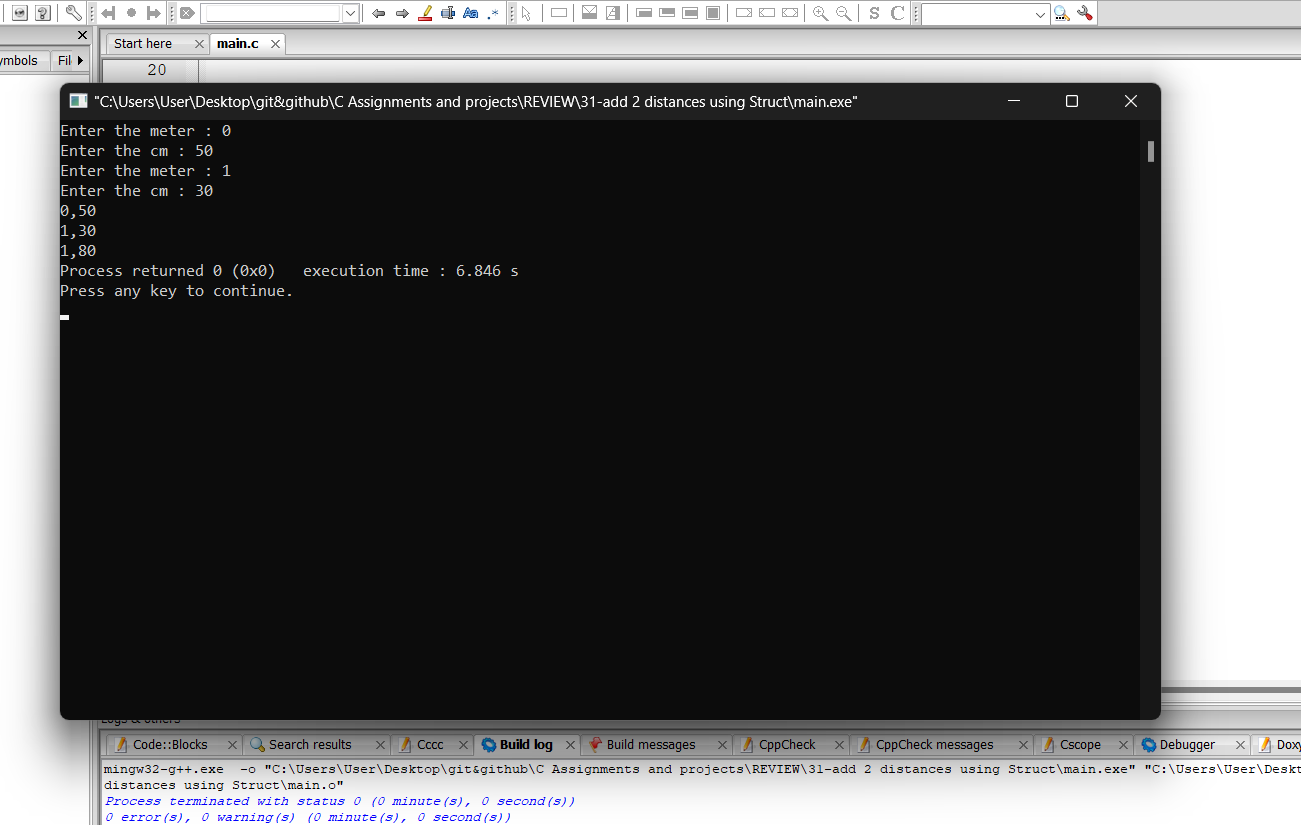 S C
ymbols Fil
Start here main.c
20
"C:\Users\User\Desktop\git&github\C Assignments and projects\REVIEW\31-add 2 distances using Struct\main.exe"
Enter the meter : 0
Enter the cm : 50
Enter the meter : 1
Enter the cm : 30
0,50
1,30
1,80
Process returned 0 (0x0)   execution time : 6.846 s
Press any key to continue.
Logs & others
Code::Blocks Search results Cccc Build log Build messages CppCheck CppCheck messages Cscope Debugger Doxy
mingw32-g++.exe  -o "C:\Users\User\Desktop\git&github\C Assignments and projects\REVIEW\31-add 2 distances using Struct\main.exe" "C:\Users\User\Deskt
distances using Struct\main.o"
Process terminated with status 0 (0 minute(s), 0 second(s))
0 error(s), 0 warning(s) (0 minute(s), 0 second(s))